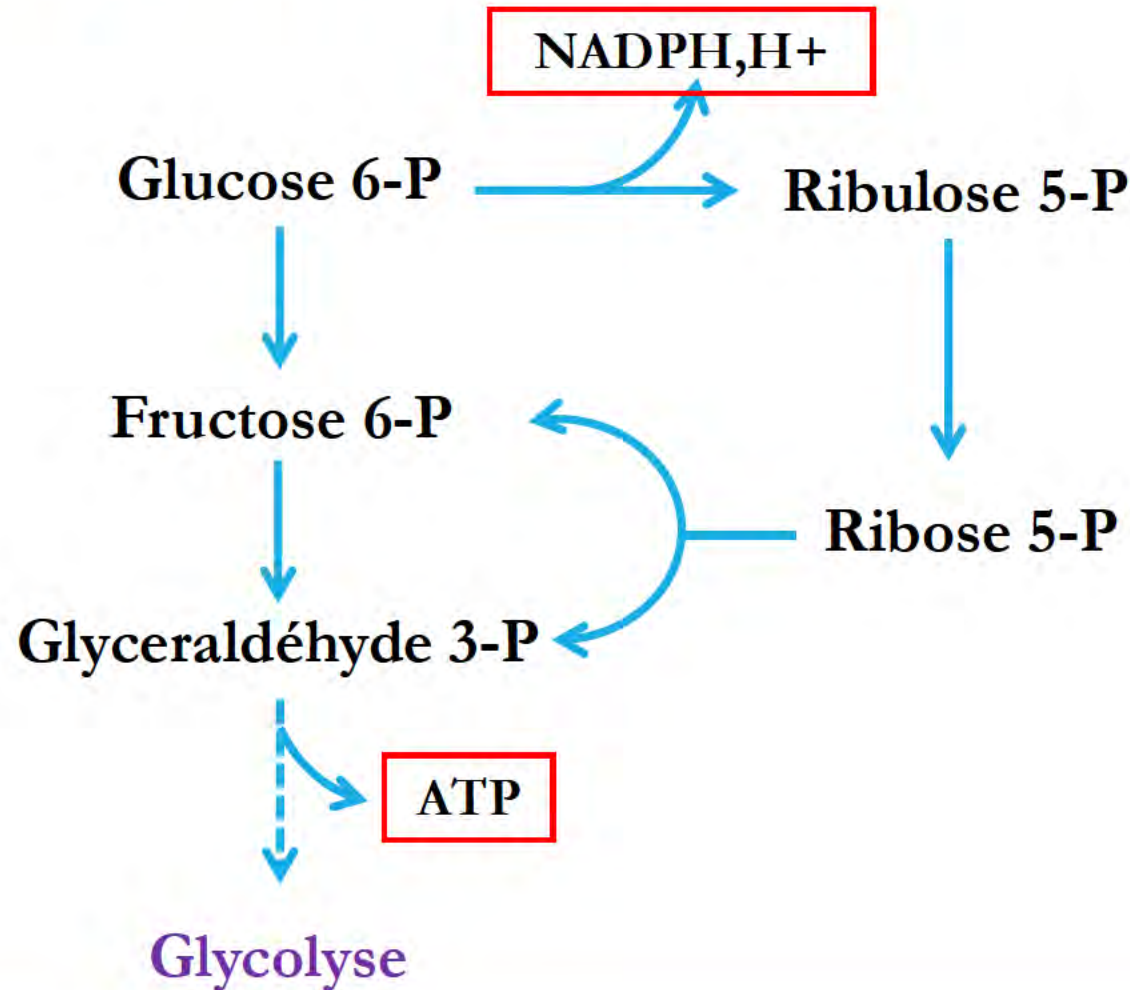 NADPH,H+
Glucose 6-P
Ribulose 5-P
Fructose 6-P
Ribose 5-P
Glyceraldéhyde 3-P
ATP
Glycolyse